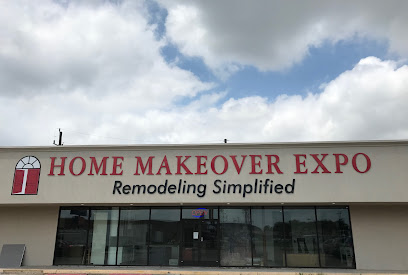 HOME MAKEOVER EXPO
Remodeling Simplified